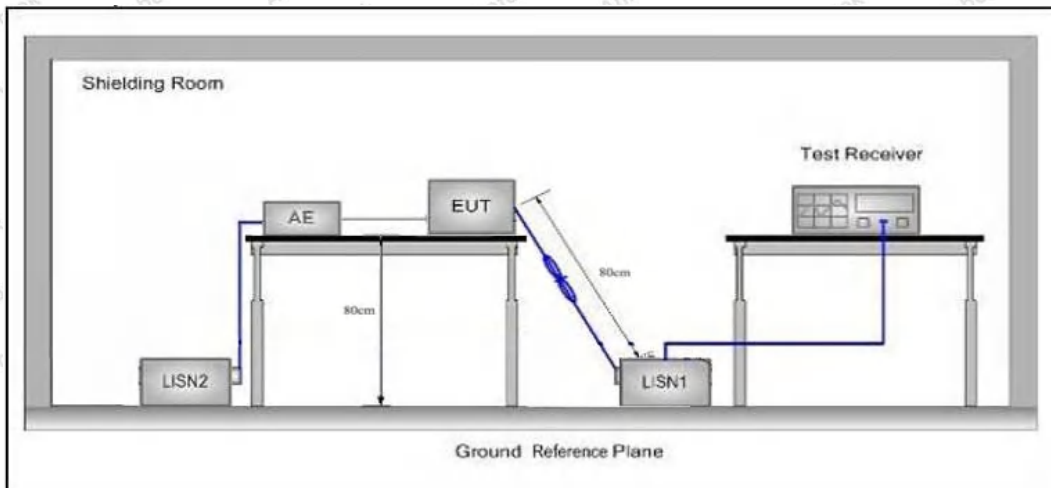 Shielding Room
Test Receiver
AE
EUT
80cm
80cm
LISN2
LISN1
Ground Reference Plane